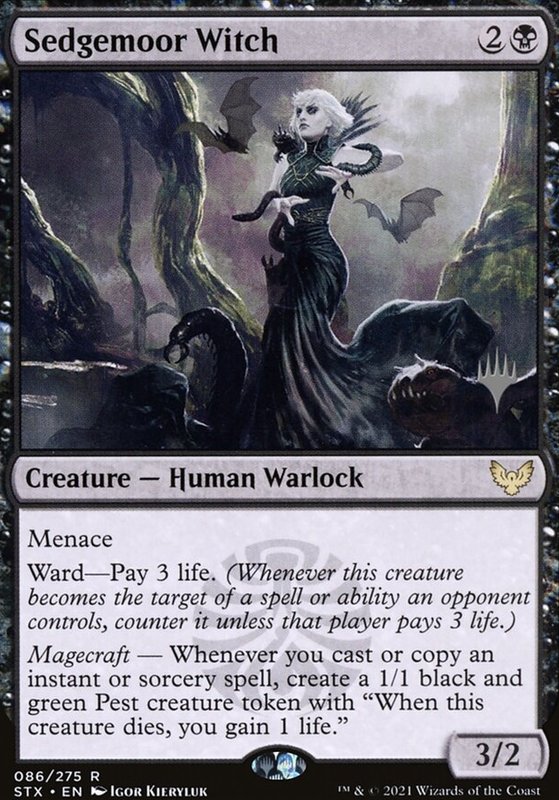 Sedgemoor Witch 2
Creature — Human Warlock
Menace
Ward—Pay 3 life. (Whenever this creature
becomes the target of a spell or ability an opponent
controls, counter it unless that player pays 3 life.)
Magecraft — Whenever you cast or copy an
instant or sorcery spell, create a 1/1 black and
green Pest creature token with “When this
creature dies, you gain 1 life.”
3/2
086/275 R
STX • EN Igor Kieryluk
™ & © 2021 Wizards of the Coast